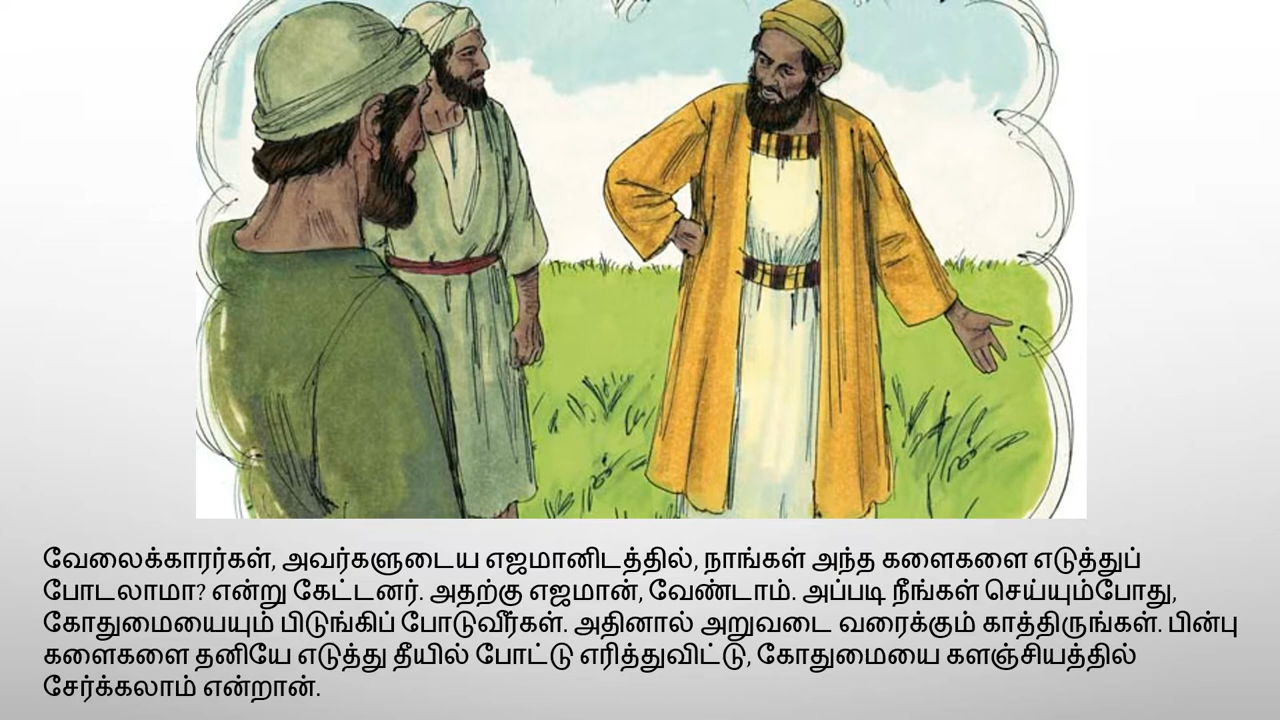 வேலைக்காரர்கள், அவர்களுடைய எஜமானிடத்தில், நாங்கள் அந்த களைகளை எடுத்துப்
போடலாமா? என்று கேட்டனர். அதற்கு எஜமான், வேண்டாம். அப்படி நீங்கள் செய்யும்போது,
கோதுமையையும் பிடுங்கிப் போடுவீர்கள். அதினால் அறுவடை வரைக்கும் காத்திருங்கள். பின்பு
களைகளை தனியே எடுத்து தீயில் போட்டு எரித்துவிட்டு, கோதுமையை களஞ்சியத்தில்
சேர்க்கலாம் என்றான்.